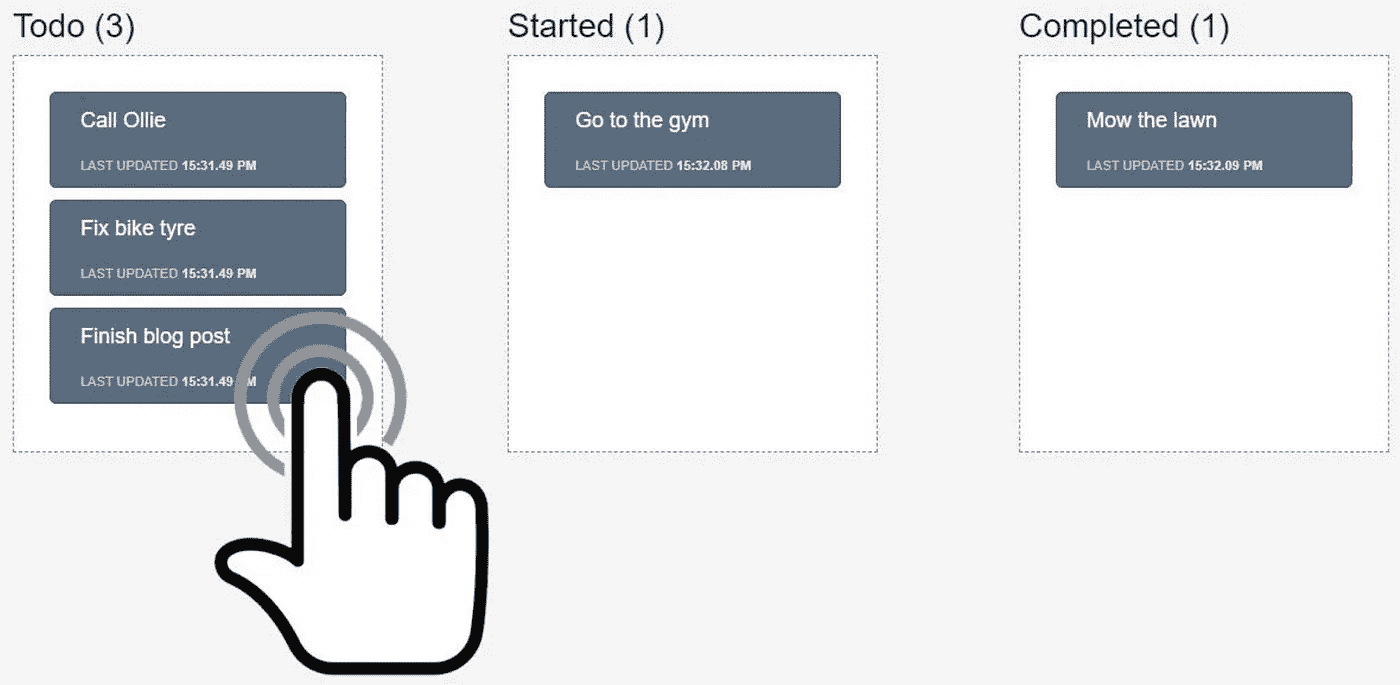 Todo (3)
Call Ollie
LAST UPDATED 15:31.49 PM
Fix bike tyre
LAST UPDATED 15:31.49 PM
Finish blog post
LAST UPDATED 15:31.49 M
Started (1)
Go to the gym
LAST UPDATED 15:32.08 PM
Completed (1)
Mow the lawn
LAST UPDATED 15:32.09 PM